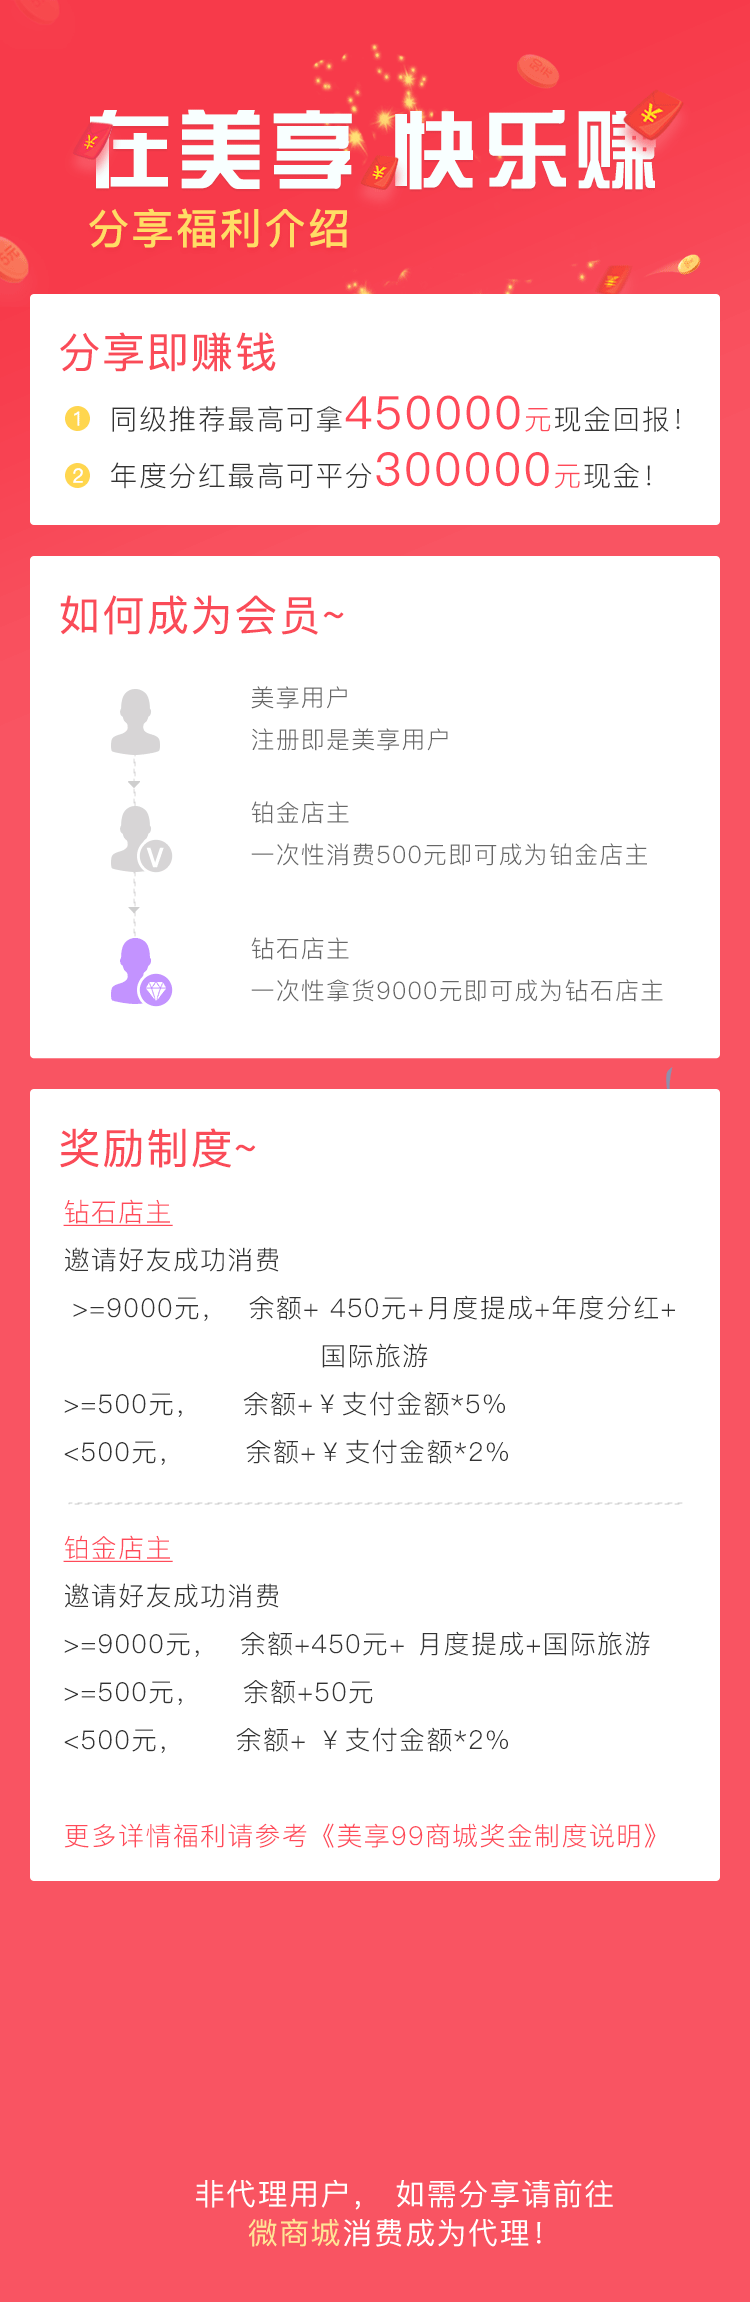 在美享 快乐赚
分享福利介绍
分享即赚钱
1 同级推荐最高可拿450000元现金回报！
2 年度分红最高可平分300000元现金！
如何成为会员~
美享用户
注册即是美享用户
铂金店主
V
一次性消费500元即可成为铂金店主
钻石店主
一次性拿货9000元即可成为钻石店主
奖励制度~
钻石店主
邀请好友成功消费
>=9000元， 余额+ 450元+月度提成+年度分红+
国际旅游
>=500元， 余额+￥支付金额*5%
<500元， 余额+￥支付金额*2%
铂金店主
邀请好友成功消费
>=9000元， 余额+450元+ 月度提成+国际旅游
>=500元， 余额+50元
<500元， 余额+ ￥支付金额*2%
更多详情福利请参考《美享99商城奖金制度说明》
非代理用户， 如需分享请前往
微商城消费成为代理！